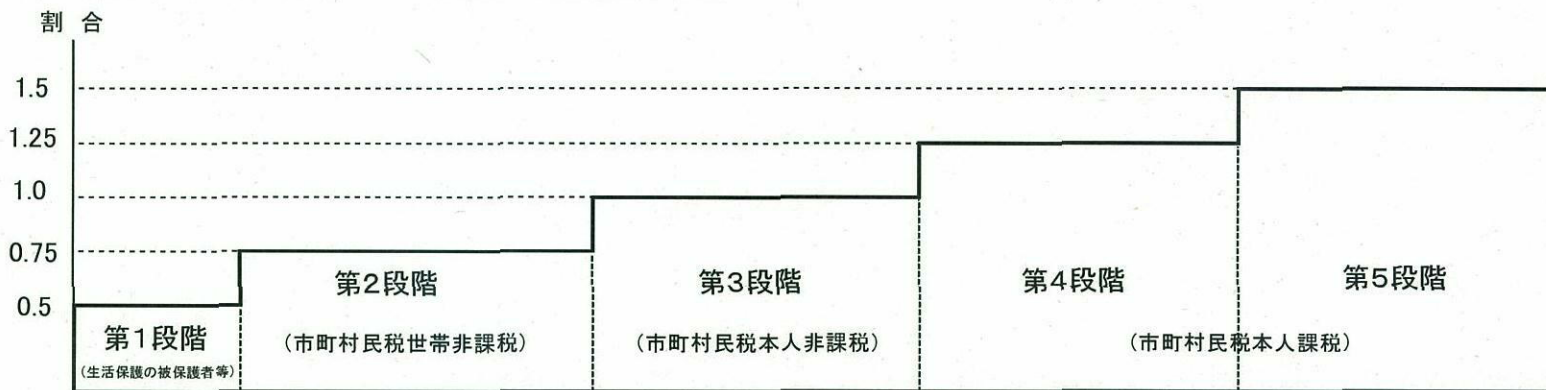 割 合
1.5
1.25
1.0
0.75
0.5
第1段階
（生活保護の被保護者等）
第2段階
（市町村民税世帯非課税）
第3段階
（市町村民税本人非課税）
第4段階
第5段階
（市町村民税本人課税）